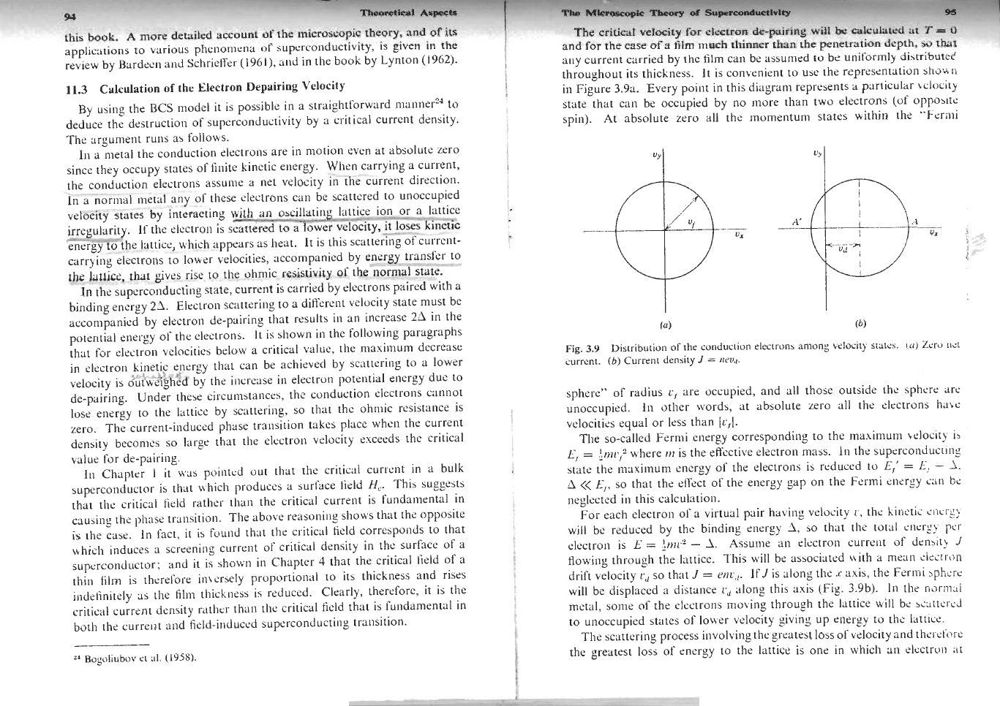 94
Theoretical Aspects
this book. A more detailed account of the microscopic theory, and of its
applications to various phenomena of superconductivity, is given in the
review by Bardeen and Schrieffer (1961), and in the book by Lynton (1962).
11.3 Calculation of the Electron Depairing Velocity
By using the BCS model it is possible in a straightforward manner²⁴ to
deduce the destruction of superconductivity by a critical current density.
The argument runs as follows.
In a metal the conduction electrons are in motion even at absolute zero
since they occupy states of finite kinetic energy. When carrying a current,
the conduction electrons assume a net velocity in the current direction.
In a normal metal any of these electrons can be scattered to unoccupied
velocity states by interacting with an oscillating lattice ion or a lattice
irregularity. If the electron is scattered to a lower velocity, it loses kinetic
energy to the lattice, which appears as heat. It is this scattering of current-
carrying electrons to lower velocities, accompanied by energy transfer to
the lattice, that gives rise to the ohmic resistivity of the normal state.
In the superconducting state, current is carried by electrons paired with a
binding energy 2Δ. Electron scattering to a different velocity state must be
accompanied by electron de-pairing that results in an increase 2Δ in the
potential energy of the electrons. It is shown in the following paragraphs
that for electron velocities below a critical value, the maximum decrease
in electron kinetic energy that can be achieved by scattering to a lower
velocity is outweighed by the increase in electron potential energy due to
de-pairing. Under these circumstances, the conduction electrons cannot
lose energy to the lattice by scattering, so that the ohmic resistance is
zero. The current-induced phase transition takes place when the current
density becomes so large that the electron velocity exceeds the critical
value for de-pairing.
In Chapter 1 it was pointed out that the critical current in a bulk
superconductor is that which produces a surface field H_c. This suggests
that the critical field rather than the critical current is fundamental in
causing the phase transition. The above reasoning shows that the opposite
is the case. In fact, it is found that the critical field corresponds to that
which induces a screening current of critical density in the surface of a
superconductor; and it is shown in Chapter 4 that the critical field of a
thin film is therefore inversely proportional to its thickness and rises
indefinitely as the film thickness is reduced. Clearly, therefore, it is the
critical current density rather than the critical field that is fundamental in
both the current and field-induced superconducting transition.
²⁴ Bogoliubov et al. (1958).
The Microscopic Theory of Superconductivity
95
The critical velocity for electron de-pairing will be calculated at T = 0
and for the case of a film much thinner than the penetration depth, so that
any current carried by the film can be assumed to be uniformly distributed
throughout its thickness. It is convenient to use the representation shown
in Figure 3.9a. Every point in this diagram represents a particular velocity
state that can be occupied by no more than two electrons (of opposite
spin). At absolute zero all the momentum states within the "Fermi
v_y
v_f
v_x
(a)
v_y
A'
A
v_x
v_d
(b)
Fig. 3.9 Distribution of the conduction electrons among velocity states. (a) Zero net
current. (b) Current density J = nev_d.
sphere" of radius v_f are occupied, and all those outside the sphere are
unoccupied. In other words, at absolute zero all the electrons have
velocities equal or less than |v_f|.
The so-called Fermi energy corresponding to the maximum velocity is
E_f = ½mv_f² where m is the effective electron mass. In the superconducting
state the maximum energy of the electrons is reduced to E_f' = E_f − Δ.
Δ ≪ E_f, so that the effect of the energy gap on the Fermi energy can be
neglected in this calculation.
For each electron of a virtual pair having velocity v, the kinetic energy
will be reduced by the binding energy Δ, so that the total energy per
electron is E = ½mv² − Δ. Assume an electron current of density J
flowing through the lattice. This will be associated with a mean electron
drift velocity v_d so that J = env_d. If J is along the x axis, the Fermi sphere
will be displaced a distance v_d along this axis (Fig. 3.9b). In the normal
metal, some of the electrons moving through the lattice will be scattered
to unoccupied states of lower velocity giving up energy to the lattice.
The scattering process involving the greatest loss of velocity and therefore
the greatest loss of energy to the lattice is one in which an electron at